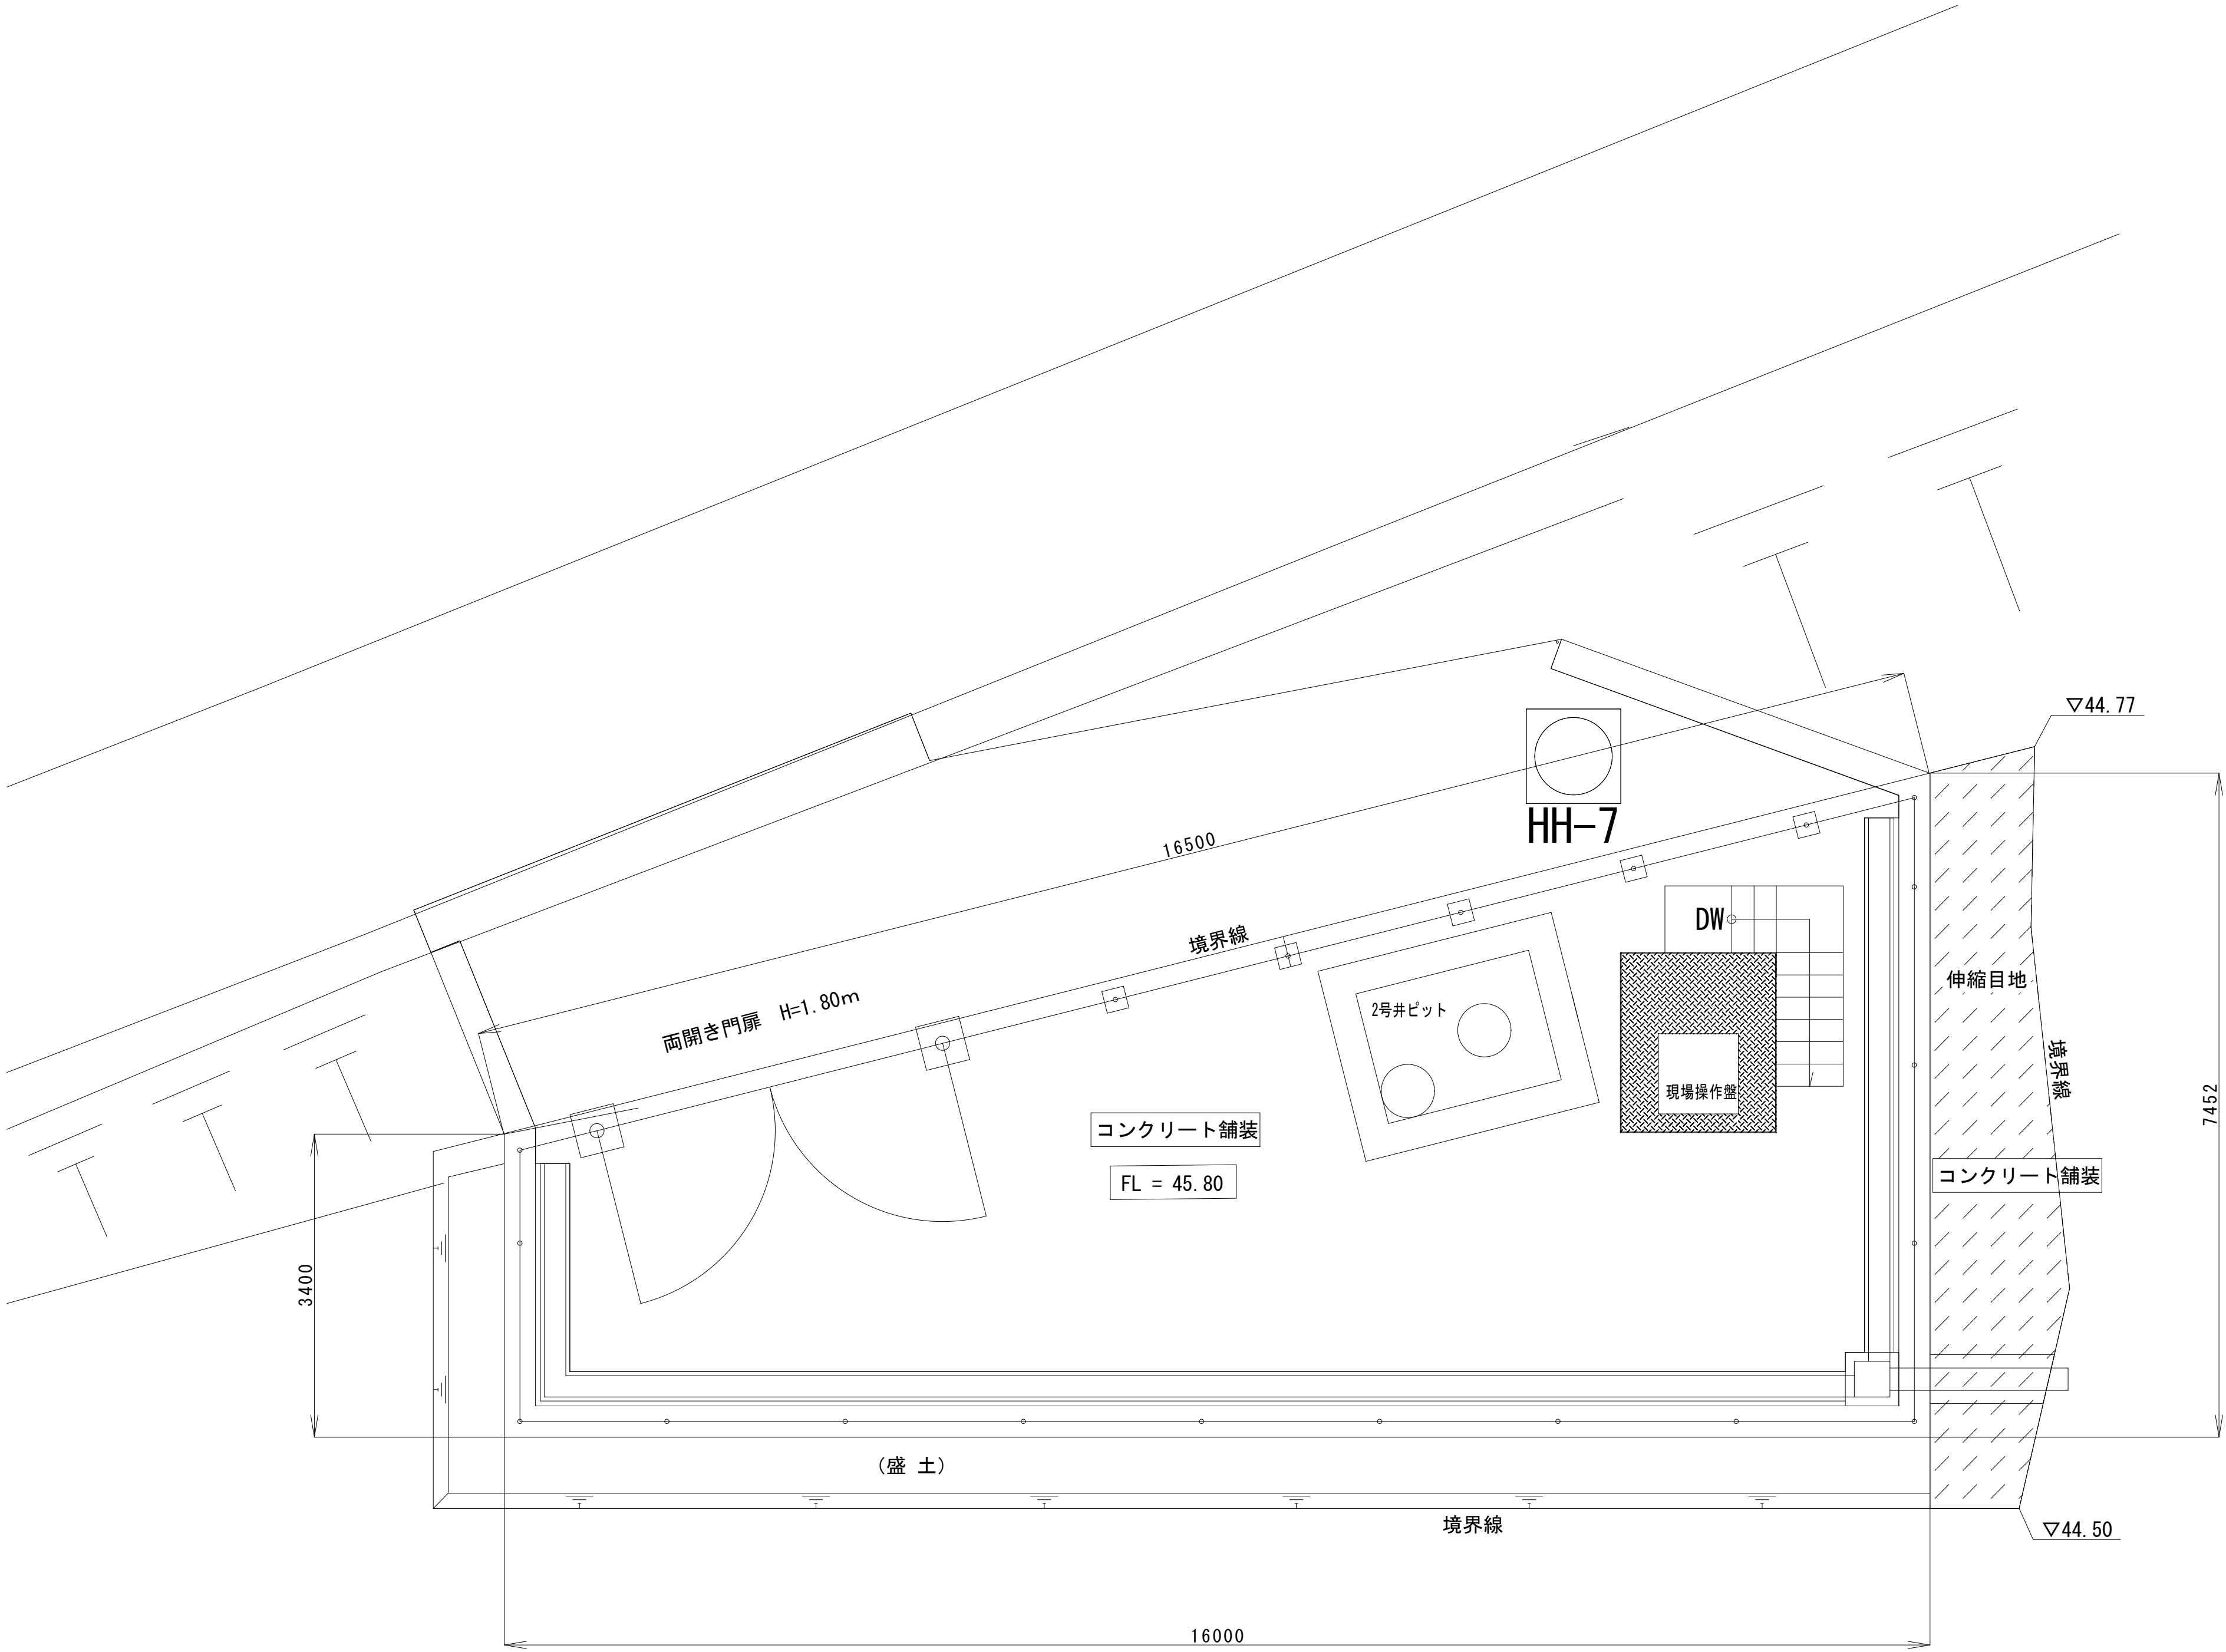 ▽44.77
HH-7
16500
境界線
DW
両開き門扉 H=1.80m
2号井ピット
伸縮目地
境界線
現場操作盤
7452
コンクリート舗装
コンクリート舗装
FL = 45.80
3400
(盛 土)
境界線
▽44.50
16000